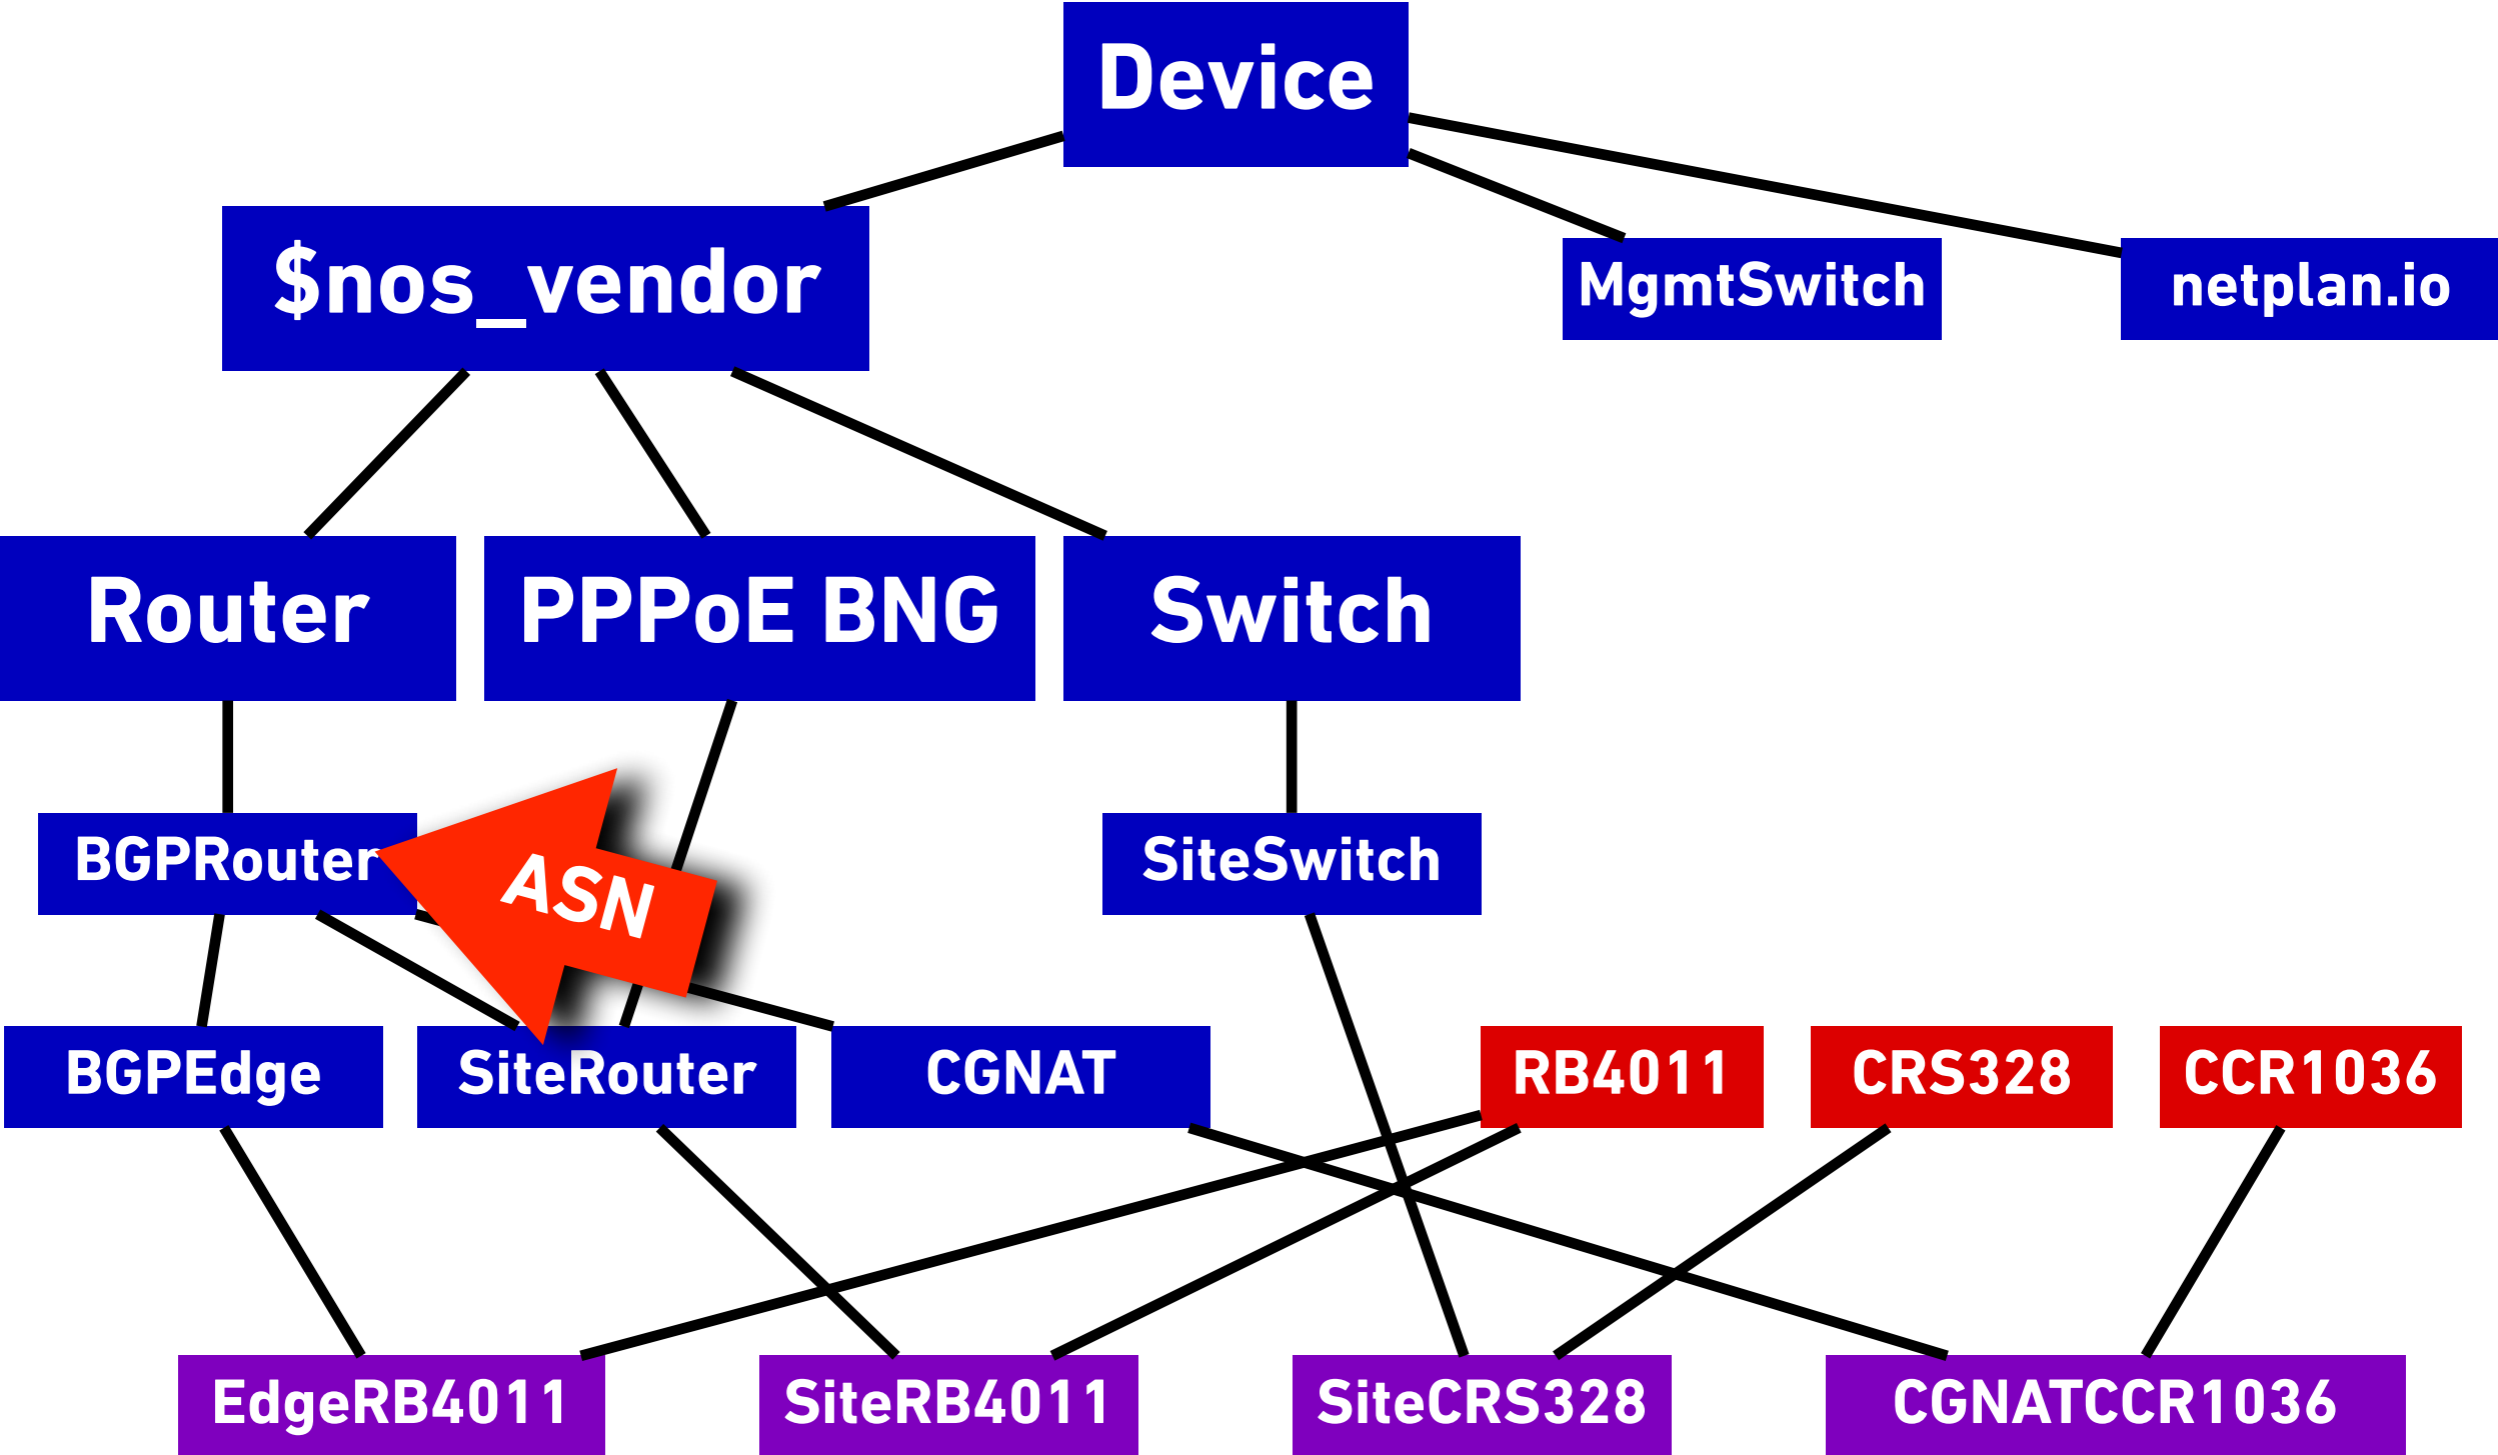 Device
$nos_vendor
MgmtSwitch
netplan.io
Router
PPPoE BNG
Switch
BGPRouter
ASN
SiteSwitch
BGPEdge
SiteRouter
CGNAT
RB4011
CRS328
CCR1036
EdgeRB4011
SiteRB4011
SiteCRS328
CGNATCCR1036